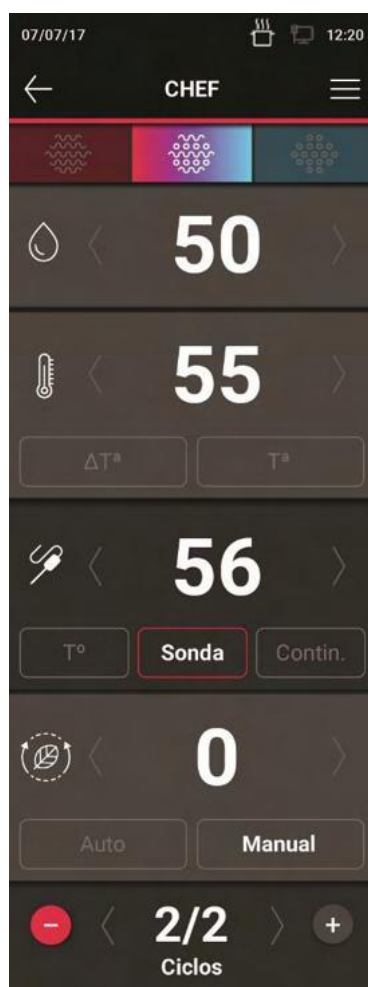 07/07/17 12:20
CHEF
50
55
ΔTª Tª
56
Tº Sonda Contin.
0
Auto Manual
2/2
Ciclos